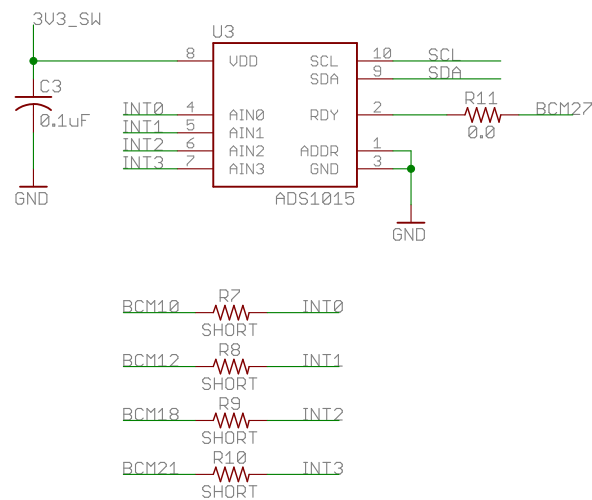 3V3_SW
C3
0.1uF
GND
U3
8 VDD SCL 10 SCL
SDA 9 SDA
INT0 4 AIN0 RDY 2 R11 BCM27
0.0
INT1 5 AIN1
INT2 6 AIN2 ADDR 1
INT3 7 AIN3 GND 3
ADS1015
GND
BCM10 R7 INT0
SHORT
BCM12 R8 INT1
SHORT
BCM18 R9 INT2
SHORT
BCM21 R10 INT3
SHORT